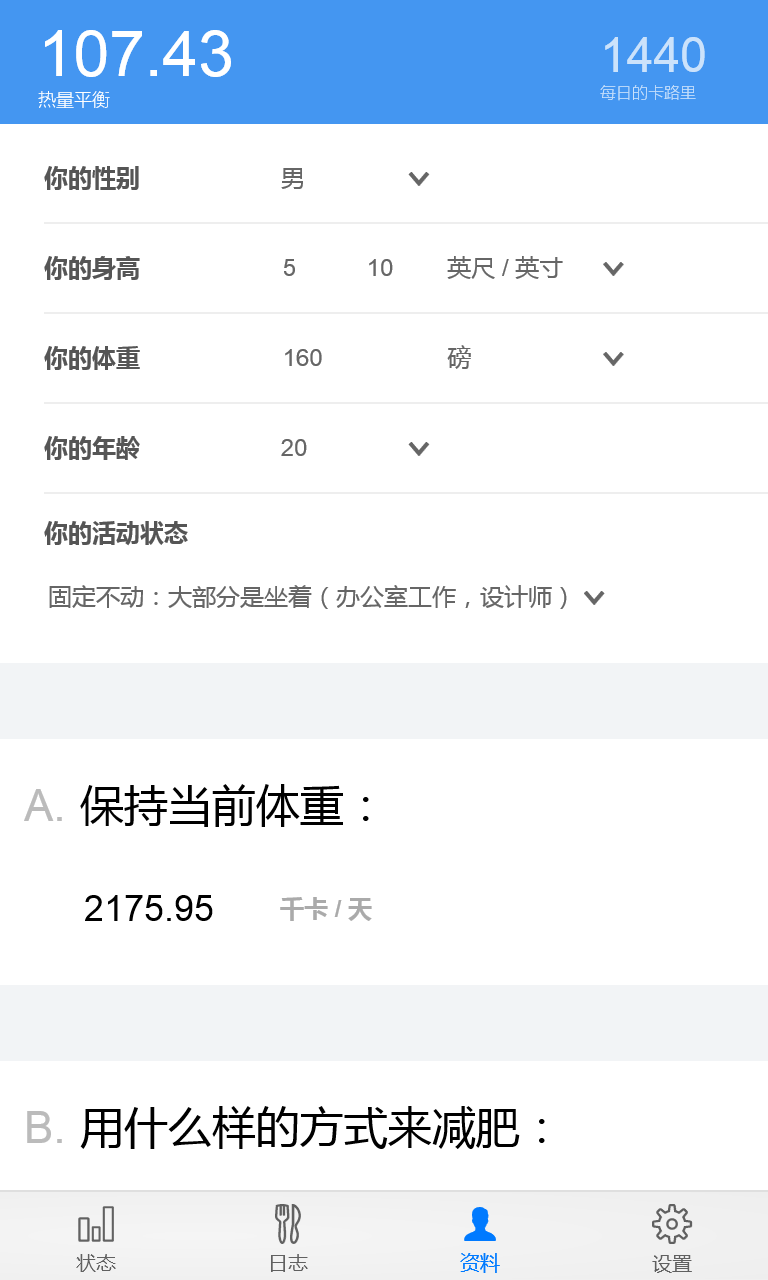 107.43 1440
热量平衡 每日的卡路里
你的性别 男
你的身高 5 10 英尺 / 英寸
你的体重 160 磅
你的年龄 20
你的活动状态
固定不动：大部分是坐着（办公室工作，设计师）
A. 保持当前体重：
2175.95 千卡 / 天
B. 用什么样的方式来减肥：
状态 日志 资料 设置